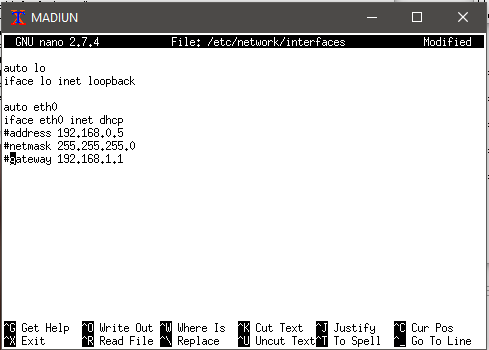 MADIUN
GNU nano 2.7.4 File: /etc/network/interfaces Modified
auto lo
iface lo inet loopback
auto eth0
iface eth0 inet dhcp
#address 192.168.0.5
#netmask 255.255.255.0
#gateway 192.168.1.1
^G Get Help ^O Write Out ^W Where Is ^K Cut Text ^J Justify ^C Cur Pos
^X Exit ^R Read File ^\ Replace ^U Uncut Text ^T To Spell ^_ Go To Line